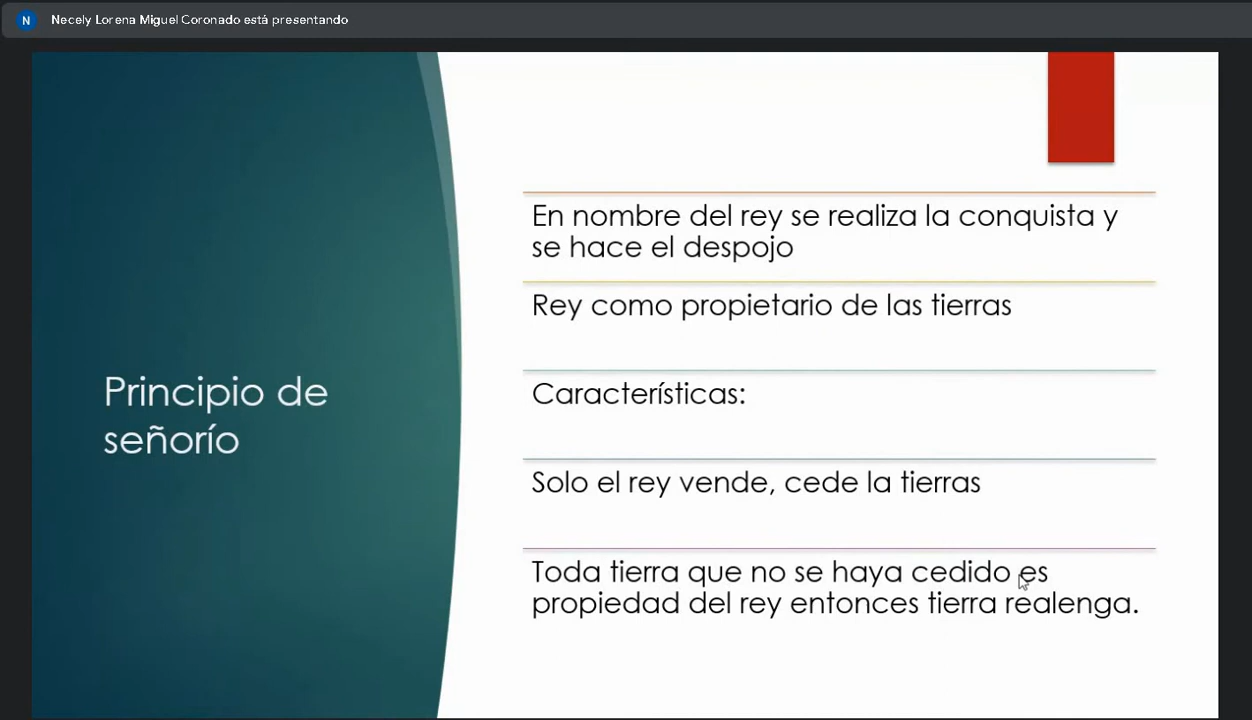 N
Necely Lorena Miguel Coronado está presentando
Principio de
señorío
En nombre del rey se realiza la conquista y
se hace el despojo
Rey como propietario de las tierras
Características:
Solo el rey vende, cede la tierras
Toda tierra que no se haya cedido es
propiedad del rey entonces tierra realenga.